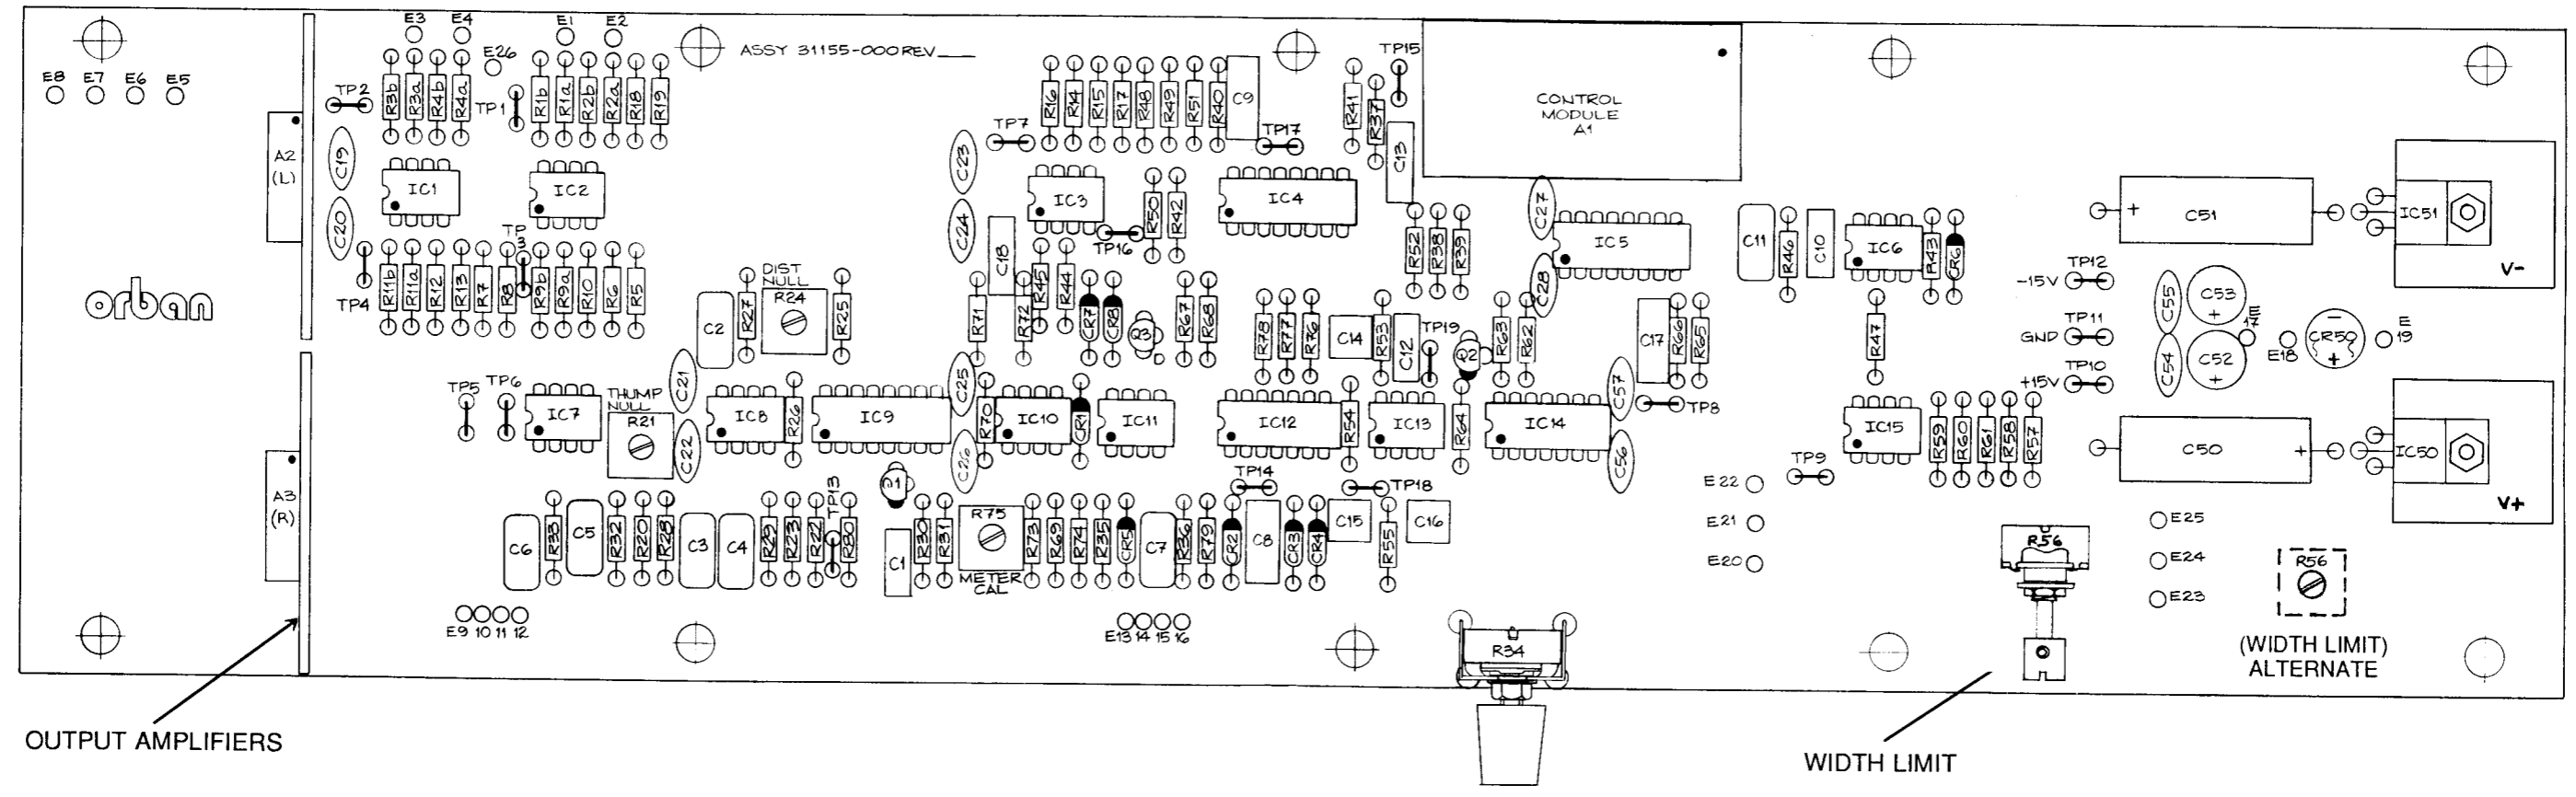 E3 E4 E1 E2
E26
ASSY 31155-000 REV___
TP15
E8 E7 E6 E5
TP2
R3b R3a R4b R4a
TP1
R1b R1a R2b R2a R18 R19
R16 R14 R15 R17 R48 R49 R51 R40
C9
R41
R37
CONTROL
MODULE
A1
TP7
TP17
C13
A2
(L)
C19
C20
IC1
IC2
C23
C24
IC3
R50
R42
IC4
TP16
C18
C27
C28
R52 R38 R39
IC5
C11
R46
C10
IC6
R43
CR6
+
C51
IC51
V-
TP4
R11b R11a R12 R13 R7 R8
TP
3
R9b R9a R10 R6 R5
orban
DIST
NULL
R24
C2
R27
R25
R71
R72
R45
R44
CR7
CR8
Q3
R67
R68
R78 R77 R76
C14
R53
C12
TP19
Q2
R63
R62
C17
R66
R65
R47
TP12
-15V
TP11
GND
TP10
+15V
C55
C54
C53
+
C52
+
E
17
E18
-
CR50
+
E
19
TP5
TP6
IC7
THUMP
NULL
R21
C21
C22
IC8
R26
IC9
C25
C26
R70
IC10
CR1
IC11
IC12
R54
IC13
R64
IC14
C57
C56
TP8
IC15
R59 R60 R61 R58 R57
C50
+
IC50
V+
TP9
TP14
TP18
Q1
E22
E21
E20
A3
(R)
C6
R33
C5
R32
R20
R28
C3
C4
R29
R23
R22
TP13
R80
C1
R30
R31
R75
METER
CAL
R73
R69
R74
R35
CR5
C7
R36
R79
CR2
C8
CR3
CR4
C15
R55
C16
R56
E25
E24
E23
R56
(WIDTH LIMIT)
ALTERNATE
E9 10 11 12
E13 14 15 16
R34
OUTPUT AMPLIFIERS
WIDTH LIMIT